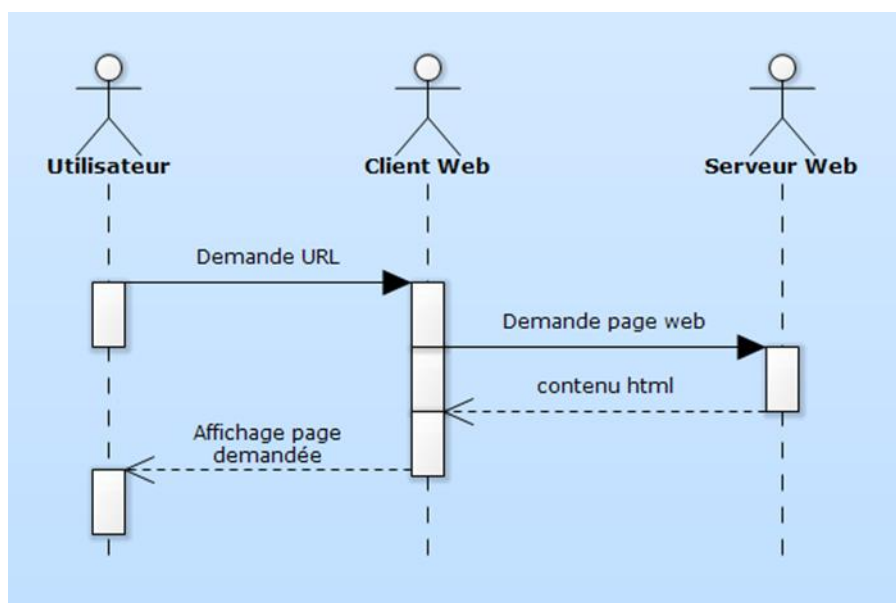 Utilisateur
Client Web
Serveur Web
Demande URL
Demande page web
contenu html
Affichage page
demandée